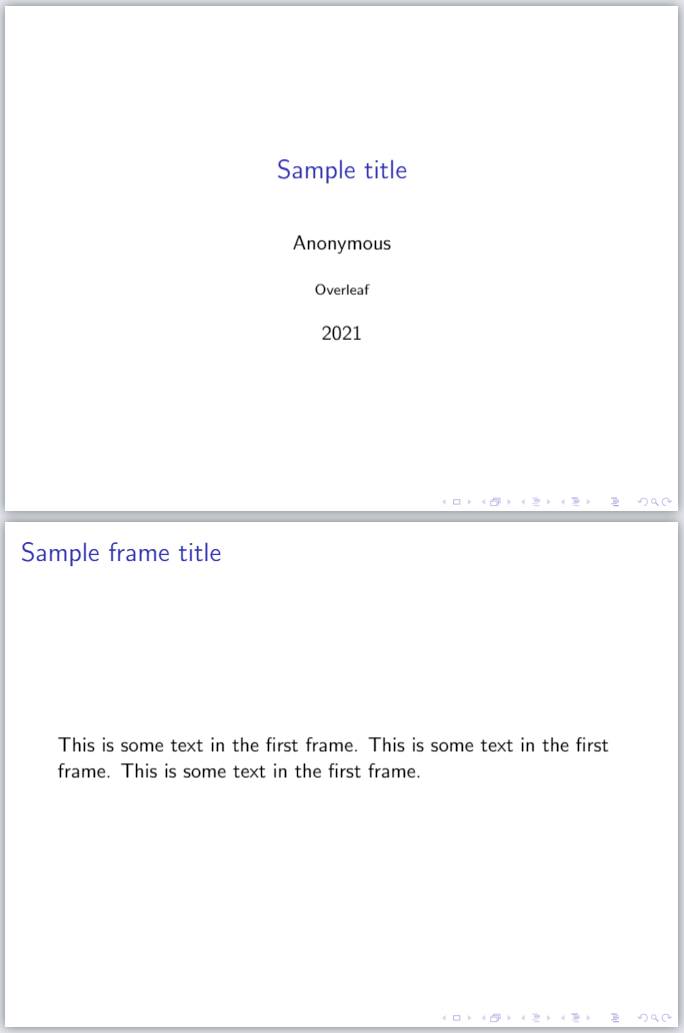 Sample title
Anonymous
Overleaf
2021
Sample frame title
This is some text in the first frame. This is some text in the first
frame. This is some text in the first frame.